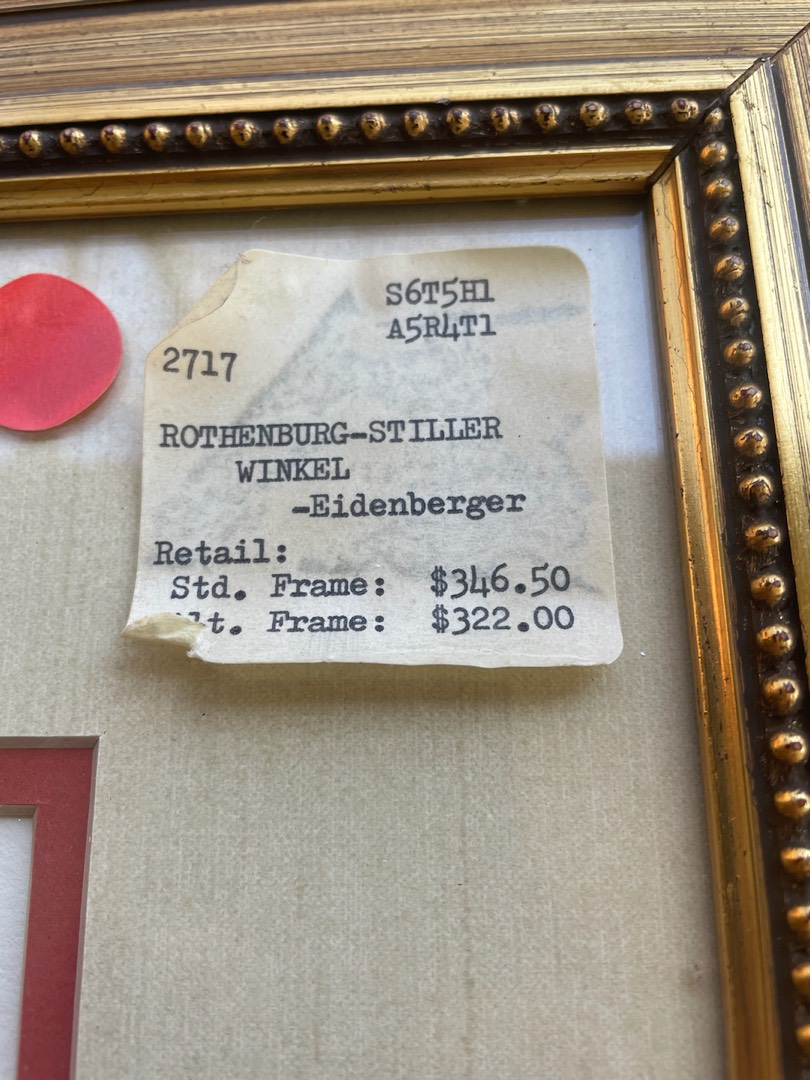 S6T5H1
A5R4T1
2717
ROTHENBURG-STILLER
WINKEL
-Eidenberger
Retail:
Std. Frame: $346.50
Frame: $322.00